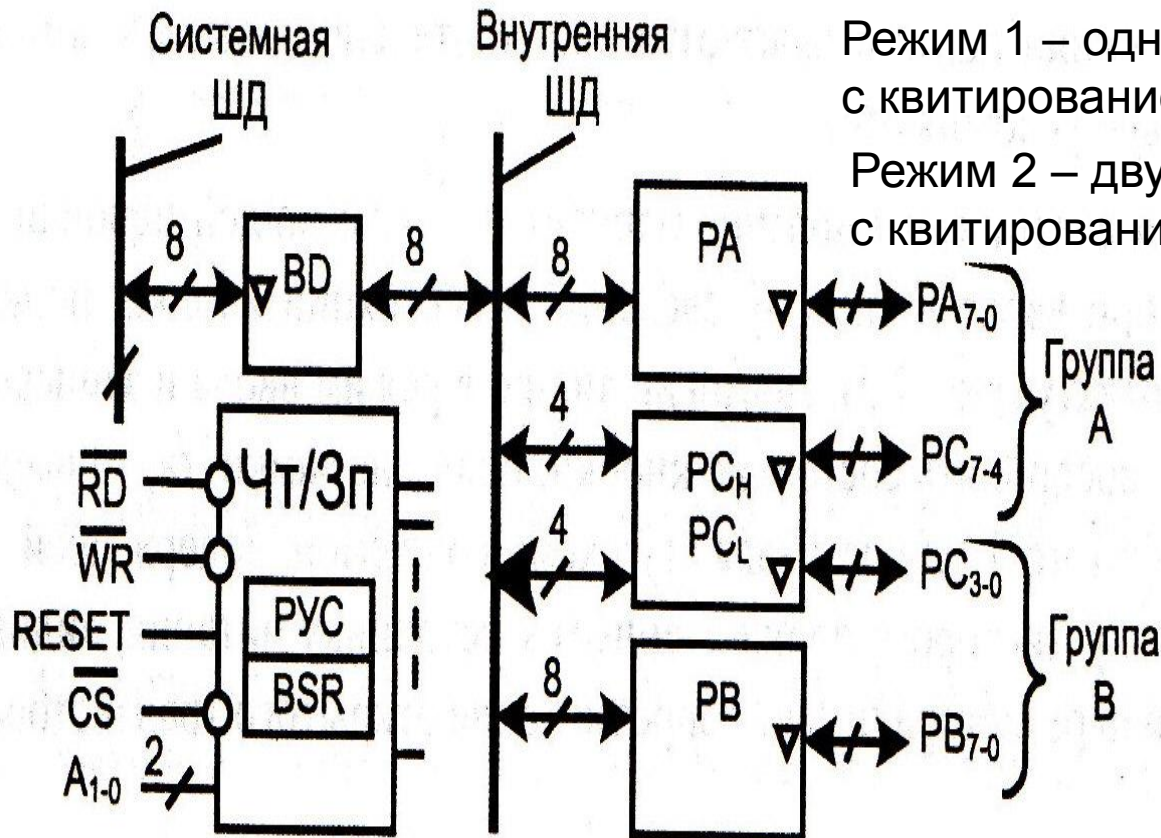 Системная
ШД
Внутренняя
ШД
Режим 1 – одн
с квитирование
Режим 2 – дву
с квитировани
8
BD
8
8
PA
PA7-0
Группа
A
4
PCH
PC7-4
4
PCL
PC3-0
Группа
B
8
PB
PB7-0
RD
WR
RESET
CS
A1-0
2
Чт/Зп
РУС
BSR